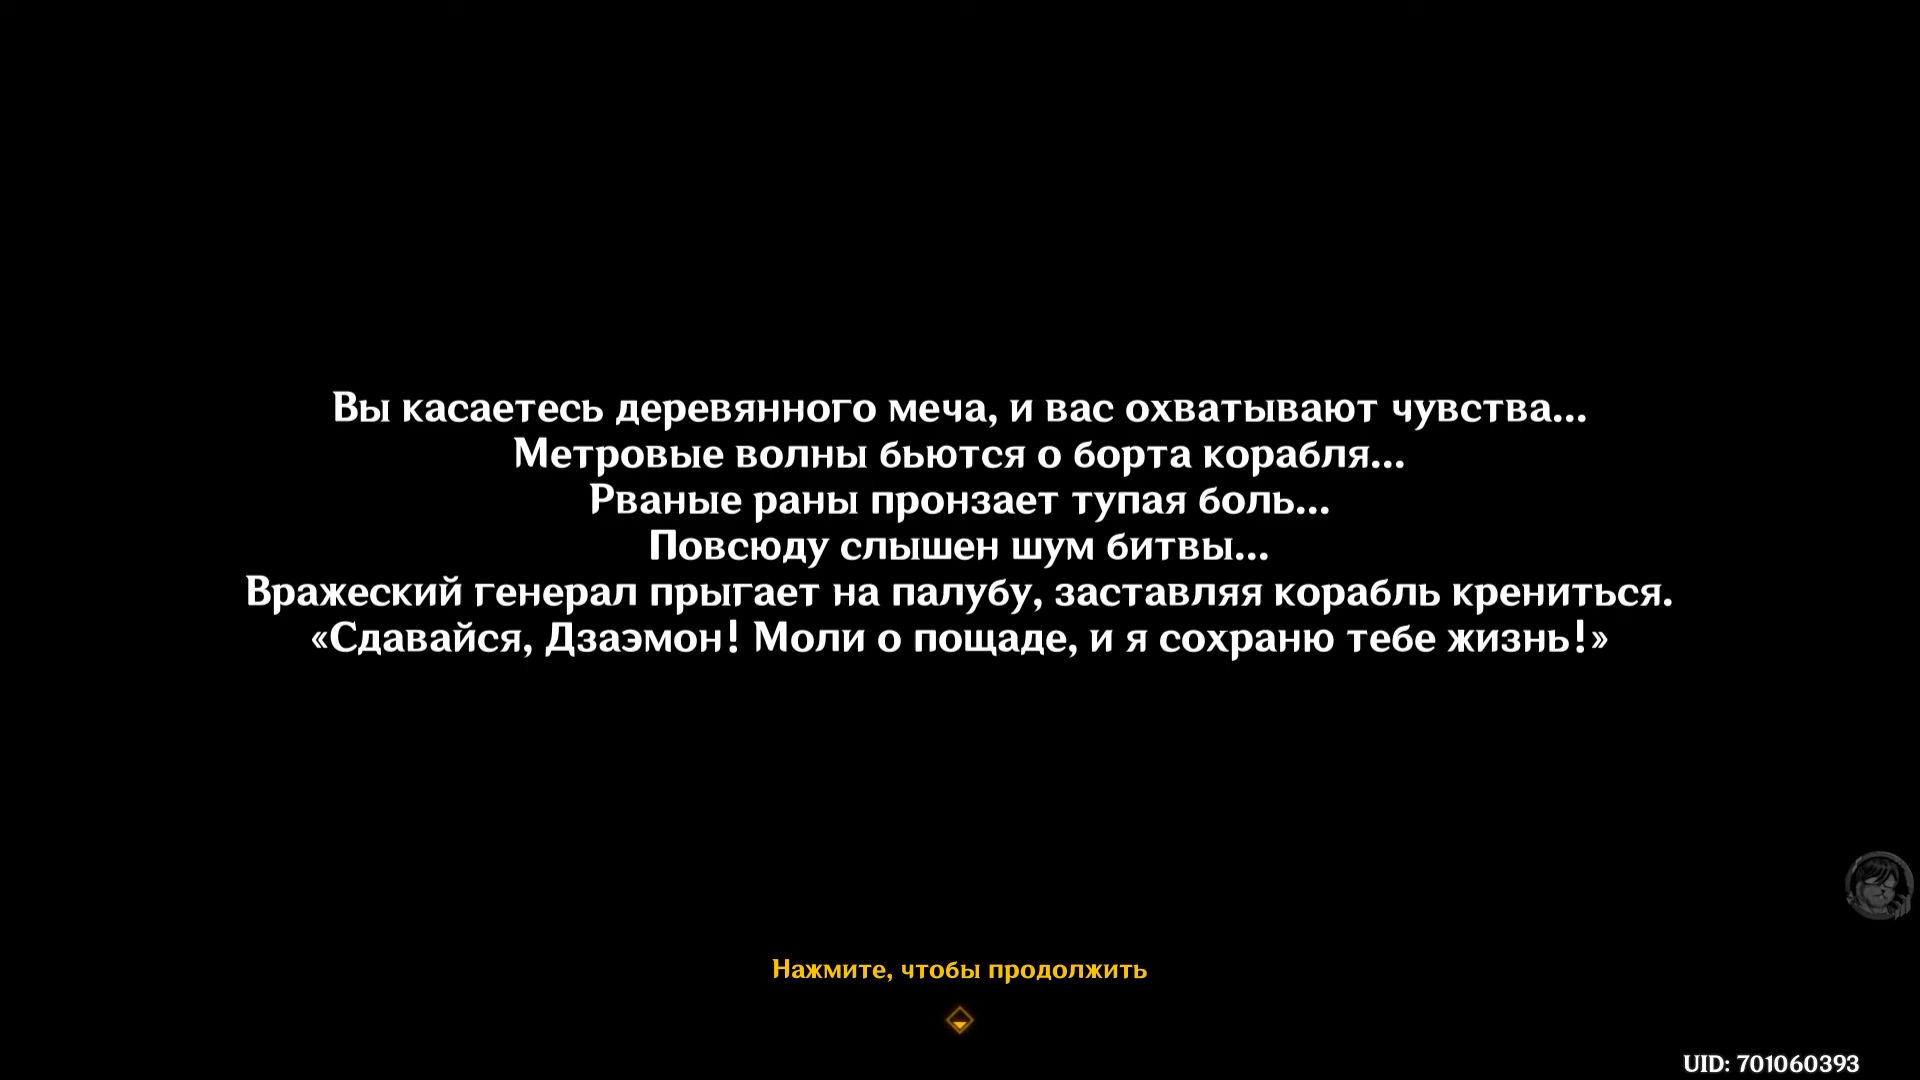 Вы касаетесь деревянного меча, и вас охватывают чувства...
Метровые волны бьются о борта корабля...
Рваные раны пронзает тупая боль...
Повсюду слышен шум битвы...
Вражеский генерал прыгает на палубу, заставляя корабль крениться.
«Сдавайся, Дзаэмон! Моли о пощаде, и я сохраню тебе жизнь!»
Нажмите, чтобы продолжить
UID: 701060393